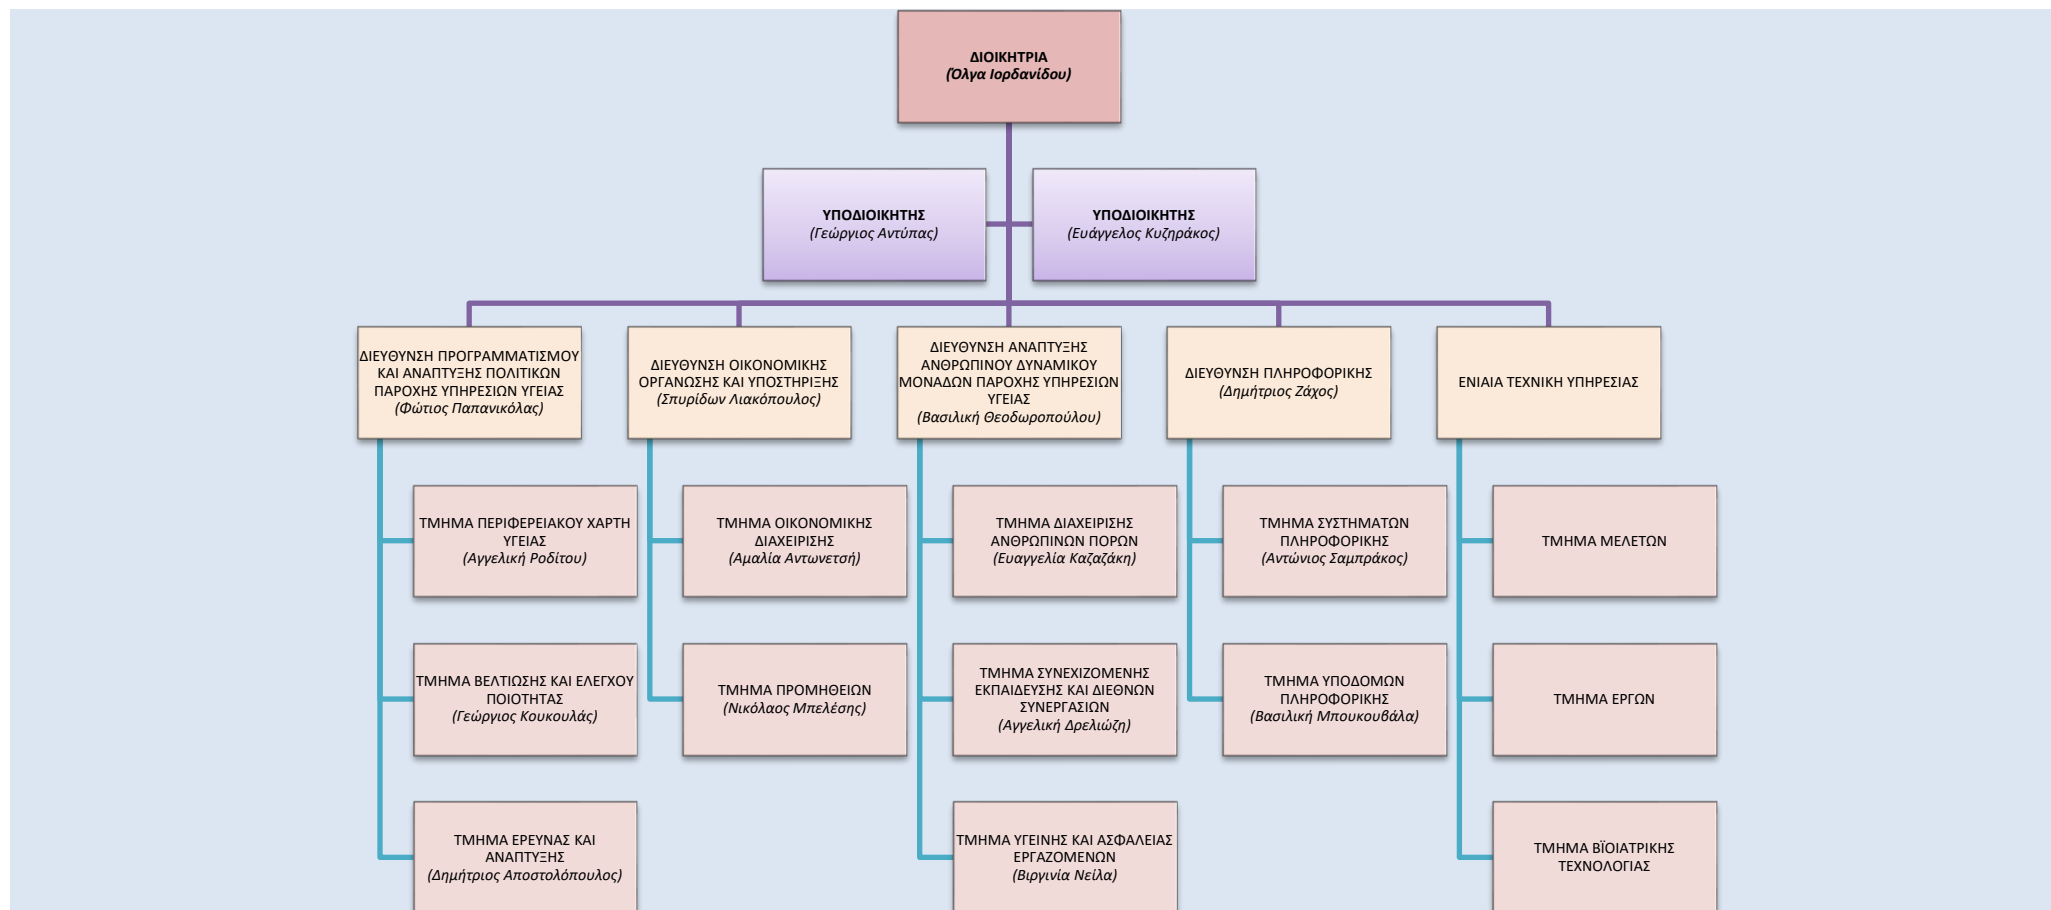 ΔΙΟΙΚΗΤΡΙΑ
(Όλγα Ιορδανίδου)
ΥΠΟΔΙΟΙΚΗΤΗΣ
(Γεώργιος Αντύπας)
ΥΠΟΔΙΟΙΚΗΤΗΣ
(Ευάγγελος Κυζηράκος)
ΔΙΕΥΘΥΝΣΗ ΠΡΟΓΡΑΜΜΑΤΙΣΜΟΥ
ΚΑΙ ΑΝΑΠΤΥΞΗΣ ΠΟΛΙΤΙΚΩΝ
ΠΑΡΟΧΗΣ ΥΠΗΡΕΣΙΩΝ ΥΓΕΙΑΣ
(Φώτιος Παπανικόλας)
ΔΙΕΥΘΥΝΣΗ ΟΙΚΟΝΟΜΙΚΗΣ
ΟΡΓΑΝΩΣΗΣ ΚΑΙ ΥΠΟΣΤΗΡΙΞΗΣ
(Σπυρίδων Λιακόπουλος)
ΔΙΕΥΘΥΝΣΗ ΑΝΑΠΤΥΞΗΣ
ΑΝΘΡΩΠΙΝΟΥ ΔΥΝΑΜΙΚΟΥ
ΜΟΝΑΔΩΝ ΠΑΡΟΧΗΣ ΥΠΗΡΕΣΙΩΝ
ΥΓΕΙΑΣ
(Βασιλική Θεοδωροπούλου)
ΔΙΕΥΘΥΝΣΗ ΠΛΗΡΟΦΟΡΙΚΗΣ
(Δημήτριος Ζάχος)
ΕΝΙΑΙΑ ΤΕΧΝΙΚΗ ΥΠΗΡΕΣΙΑΣ
ΤΜΗΜΑ ΠΕΡΙΦΕΡΕΙΑΚΟΥ ΧΑΡΤΗ
ΥΓΕΙΑΣ
(Αγγελική Ροδίτου)
ΤΜΗΜΑ ΟΙΚΟΝΟΜΙΚΗΣ
ΔΙΑΧΕΙΡΙΣΗΣ
(Αμαλία Αντωνετσή)
ΤΜΗΜΑ ΔΙΑΧΕΙΡΙΣΗΣ
ΑΝΘΡΩΠΙΝΩΝ ΠΟΡΩΝ
(Ευαγγελία Καζαζάκη)
ΤΜΗΜΑ ΣΥΣΤΗΜΑΤΩΝ
ΠΛΗΡΟΦΟΡΙΚΗΣ
(Αντώνιος Σαμπράκος)
ΤΜΗΜΑ ΜΕΛΕΤΩΝ
ΤΜΗΜΑ ΒΕΛΤΙΩΣΗΣ ΚΑΙ ΕΛΕΓΧΟΥ
ΠΟΙΟΤΗΤΑΣ
(Γεώργιος Κουκουλάς)
ΤΜΗΜΑ ΠΡΟΜΗΘΕΙΩΝ
(Νικόλαος Μπελέσης)
ΤΜΗΜΑ ΣΥΝΕΧΙΖΟΜΕΝΗΣ
ΕΚΠΑΙΔΕΥΣΗΣ ΚΑΙ ΔΙΕΘΝΩΝ
ΣΥΝΕΡΓΑΣΙΩΝ
(Αγγελική Δρελιώζη)
ΤΜΗΜΑ ΥΠΟΔΟΜΩΝ
ΠΛΗΡΟΦΟΡΙΚΗΣ
(Βασιλική Μπουκουβάλα)
ΤΜΗΜΑ ΕΡΓΩΝ
ΤΜΗΜΑ ΕΡΕΥΝΑΣ ΚΑΙ
ΑΝΑΠΤΥΞΗΣ
(Δημήτριος Αποστολόπουλος)
ΤΜΗΜΑ ΥΓΕΙΝΗΣ ΚΑΙ ΑΣΦΑΛΕΙΑΣ
ΕΡΓΑΖΟΜΕΝΩΝ
(Βιργινία Νείλα)
ΤΜΗΜΑ ΒΪΟΙΑΤΡΙΚΗΣ
ΤΕΧΝΟΛΟΓΙΑΣ